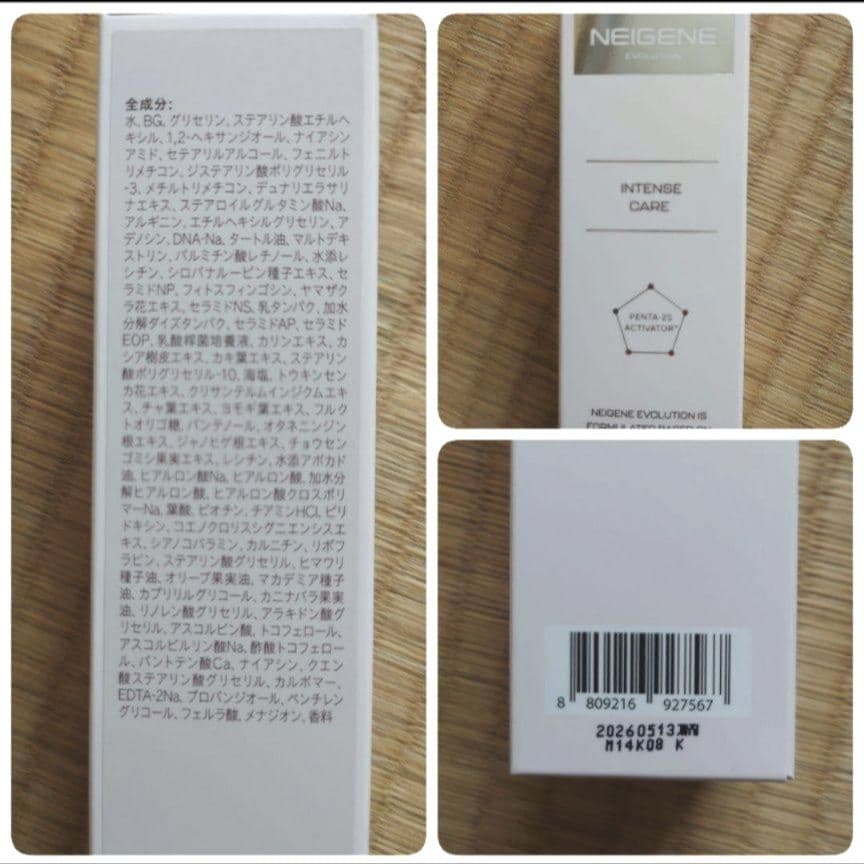 全成分:
水、BG、グリセリン、ステアリン酸エチルヘ
キシル、1,2-ヘキサンジオール、ナイアシン
アミド、セテアリルアルコール、フェニルト
リメチコン、ジステアリン酸ポリグリセリル
-3、メチルトリメチコン、デュナリエラサリ
ナエキス、ステアロイルグルタミン酸Na、
アルギニン、エチルヘキシルグリセリン、ア
デノシン、DNA-Na、タートル油、マルトデキ
ストリン、パルミチン酸レチノール、水添レ
シチン、シロバナルーピン種子エキス、セ
ラミドNP、フィトスフィンゴシン、ヤマザク
ラ花エキス、セラミドNS、乳タンパク、加水
分解ダイズタンパク、セラミドAP、セラミド
EOP、乳酸桿菌培養液、カリンエキス、カ
シア樹皮エキス、カキ葉エキス、ステアリン
酸ポリグリセリル-10、海塩、トウキンセン
カ花エキス、クリサンテルムインジクムエキ
ス、チャ葉エキス、ヨモギ葉エキス、フルク
トオリゴ糖、パンテノール、オタネニンジン
根エキス、ジャノヒゲ根エキス、チョウセン
ゴミシ果実エキス、レシチン、水添アボカド
油、ヒアルロン酸Na、ヒアルロン酸、加水分
解ヒアルロン酸、ヒアルロン酸クロスポリ
マーNa、葉酸、ビオチン、チアミンHCl、ピリ
ドキシン、コエノクロリスシグニエンシスエ
キス、シアノコバラミン、カルニチン、リボフ
ラビン、ステアリン酸グリセリル、ヒマワリ
種子油、オリーブ果実油、マカデミア種子
油、カプリリルグリコール、カニナバラ果実
油、リノレン酸グリセリル、アラキドン酸グ
リセリル、アスコルビン酸、トコフェロール、
アスコルビルリン酸Na、酢酸トコフェロー
ル、パントテン酸Ca、ナイアシン、クエン
酸ステアリン酸グリセリル、カルボマー、
EDTA-2Na、プロパンジオール、ペンチレン
グリコール、フェルラ酸、メナジオン、香料
NEIGENE
EVOLUTION
INTENSE
CARE
PENTA-2S
ACTIVATOR™
NEIGENE EVOLUTION IS
FORMULATED BASED ON
8 809216 927567
20260513
M14K08 K